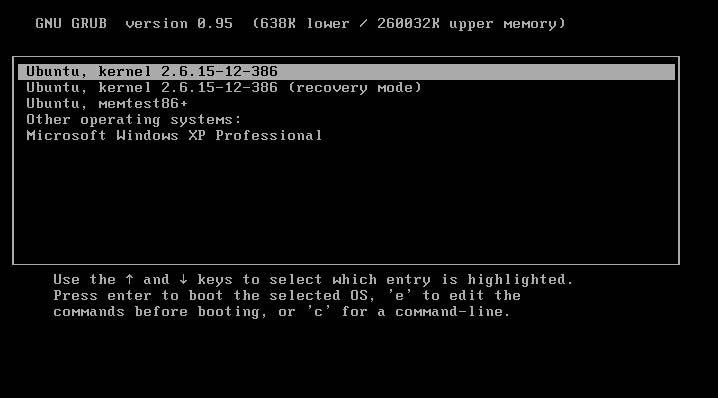 GNU GRUB  version 0.95  (638K lower / 260032K upper memory)
Ubuntu, kernel 2.6.15-12-386
Ubuntu, kernel 2.6.15-12-386 (recovery mode)
Ubuntu, memtest86+
Other operating systems:
Microsoft Windows XP Professional
Use the ↑ and ↓ keys to select which entry is highlighted.
Press enter to boot the selected OS, 'e' to edit the
commands before booting, or 'c' for a command-line.